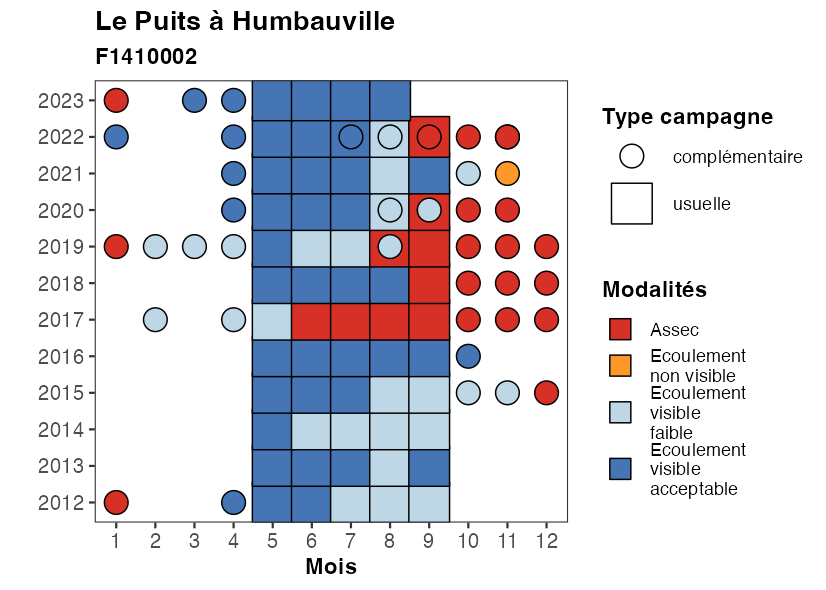 Le Puits à Humbauville
F1410002
2023
2022
2021
2020
2019
2018
2017
2016
2015
2014
2013
2012
1 2 3 4 5 6 7 8 9 10 11 12
Mois
Type campagne
complémentaire
usuelle
Modalités
Assec
Ecoulement
non visible
Ecoulement
visible
faible
Ecoulement
visible
acceptable